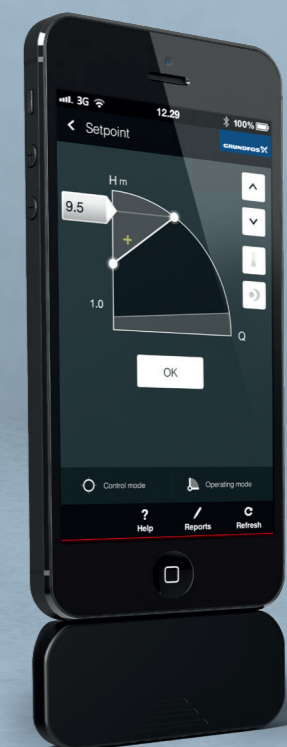 3G
12.29
100%
Setpoint
GRUNDFOS
H m
9.5
1.0
Q
OK
Control mode
Operating mode
?
Help
Reports
C
Refresh